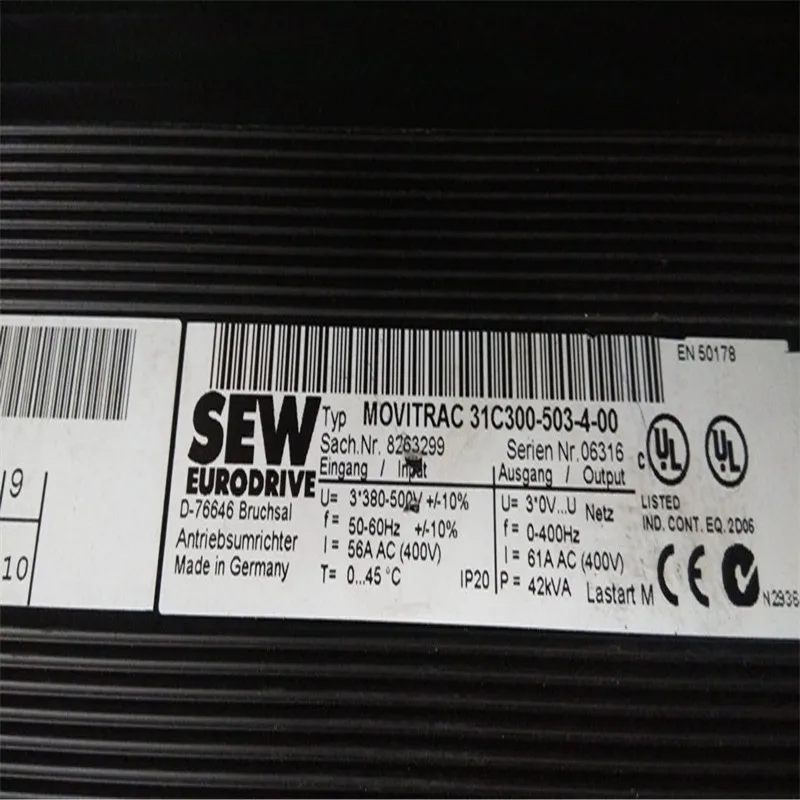 9
10
EN 50178
SEW
EURODRIVE
D-76646 Bruchsal
Antriebsumrichter
Made in Germany
Typ MOVITRAC 31C300-503-4-00
Sach.Nr. 8263299 Serien Nr.06316
Eingang / Input Ausgang / Output
U= 3*380-500V +/-10% U= 3*0V...U Netz
f= 50-60Hz +/-10% f= 0-400Hz
I= 56A AC (400V) I= 61A AC (400V)
T= 0...45 °C IP20 P= 42kVA Lastart M
C UL UL
LISTED
IND. CONT. EQ. 2D06
CE N2936